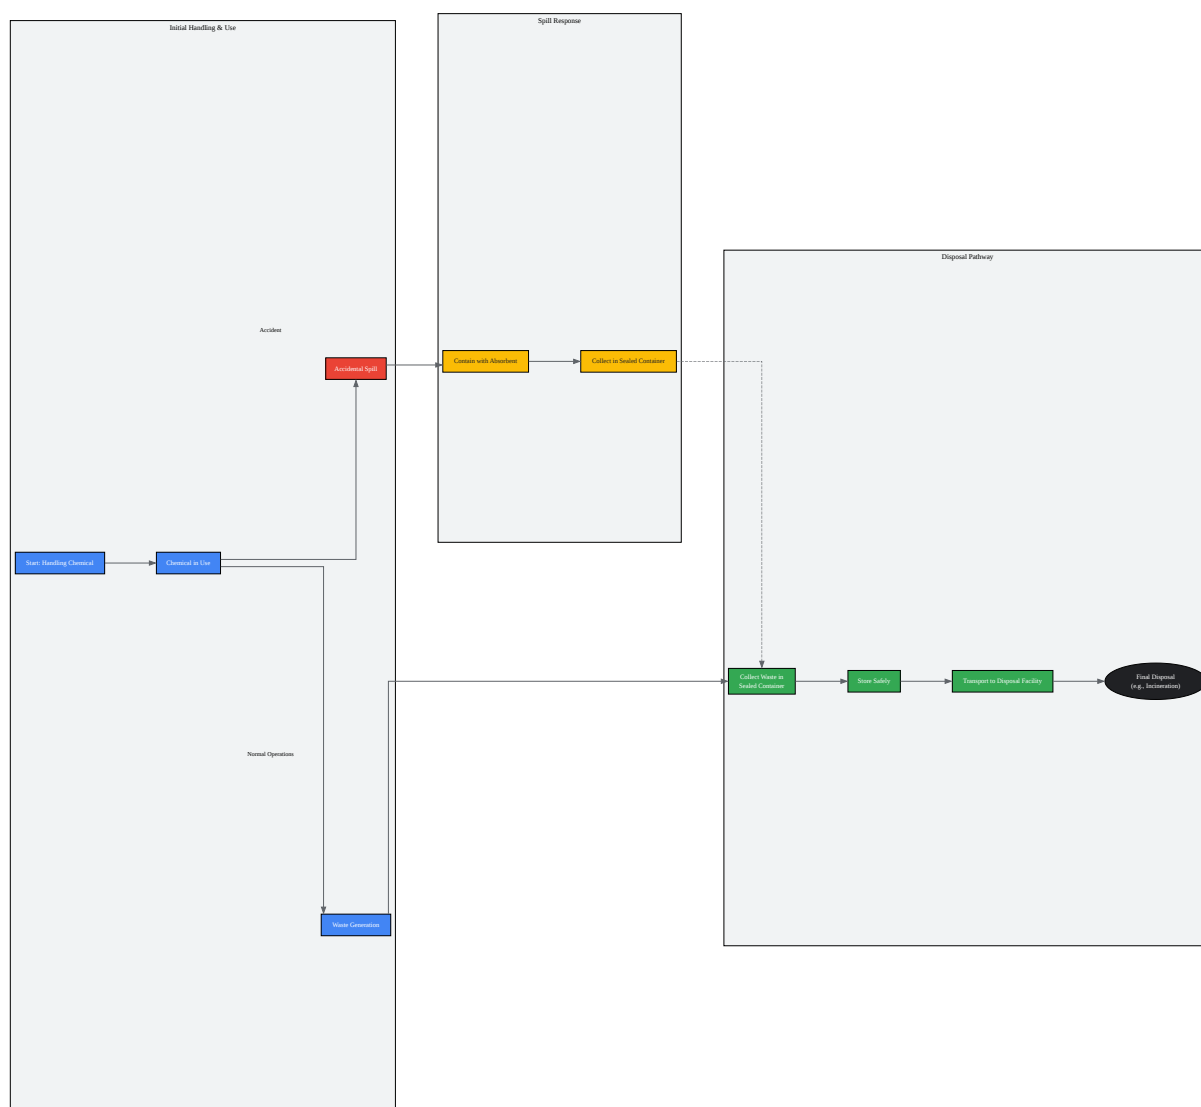 Initial Handling & Use
Spill Response
Disposal Pathway
Accident
Accidental Spill
Contain with Absorbent
Collect in Sealed Container
Start: Handling Chemical
Chemical in Use
Collect Waste in
Sealed Container
Store Safely
Transport to Disposal Facility
Final Disposal
(e.g., Incineration)
Normal Operations
Waste Generation